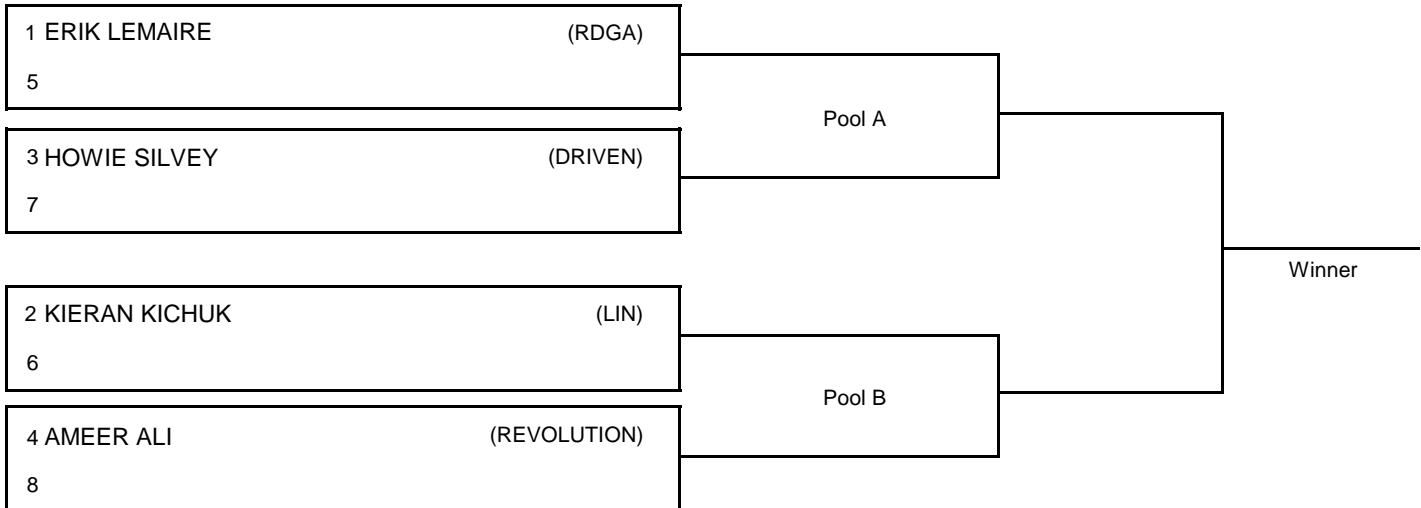 1 ERIK LEMAIRE (RDGA)
5
Pool A
3 HOWIE SILVEY (DRIVEN)
7
Winner
2 KIERAN KICHUK (LIN)
6
Pool B
4 AMEER ALI (REVOLUTION)
8